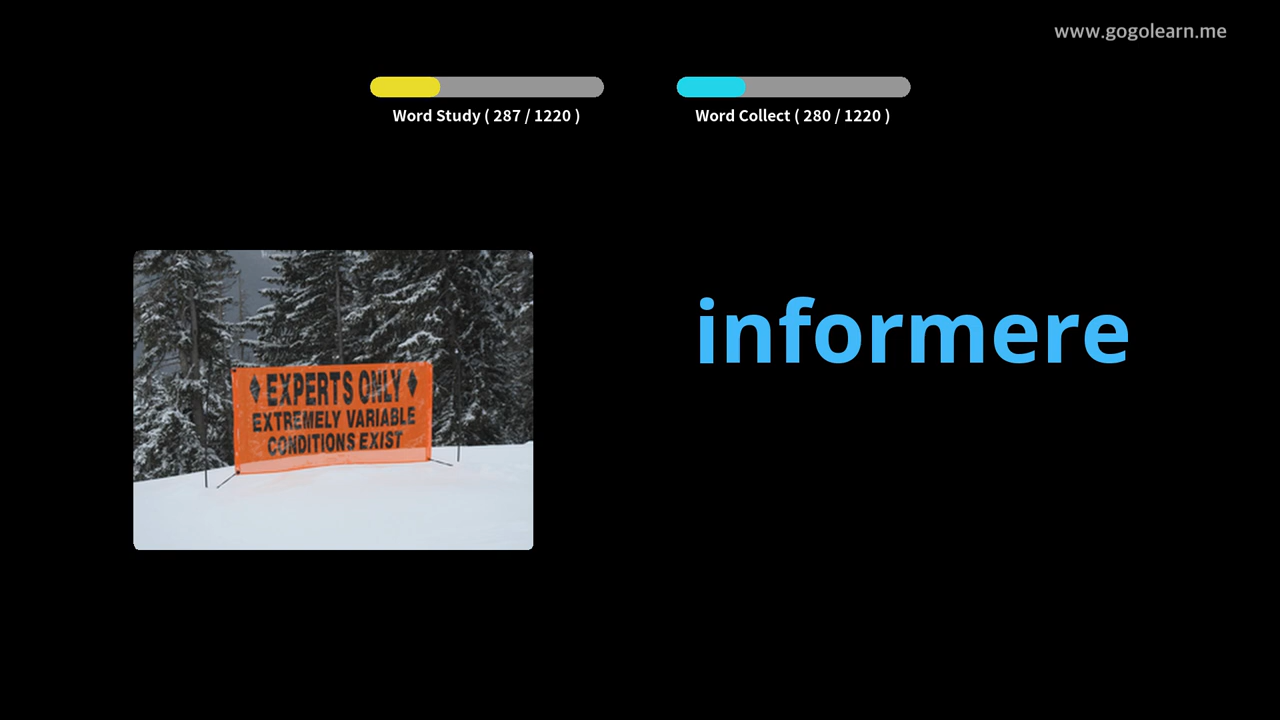 www.gogolearn.me
Word Study ( 287 / 1220 )
Word Collect ( 280 / 1220 )
informere
EXPERTS ONLY
EXTREMELY VARIABLE
CONDITIONS EXIST